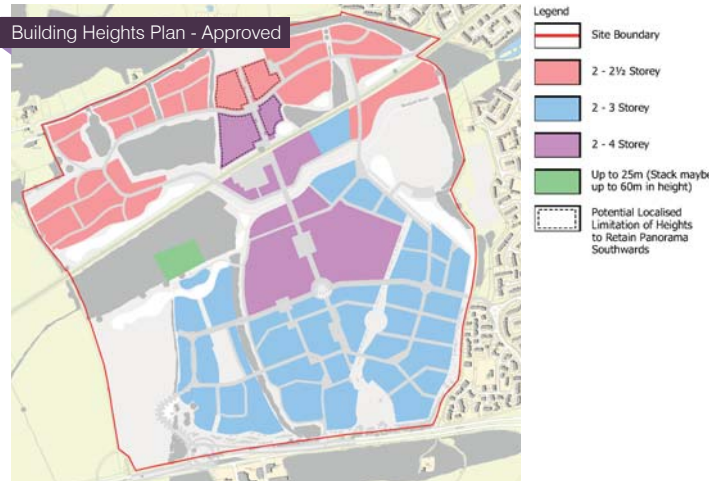 Building Heights Plan - Approved
Legend
Site Boundary
2 - 2½ Storey
2 - 3 Storey
2 - 4 Storey
Up to 25m (Stack maybe
up to 60m in height)
Potential Localised
Limitation of Heights
to Retain Panorama
Southwards